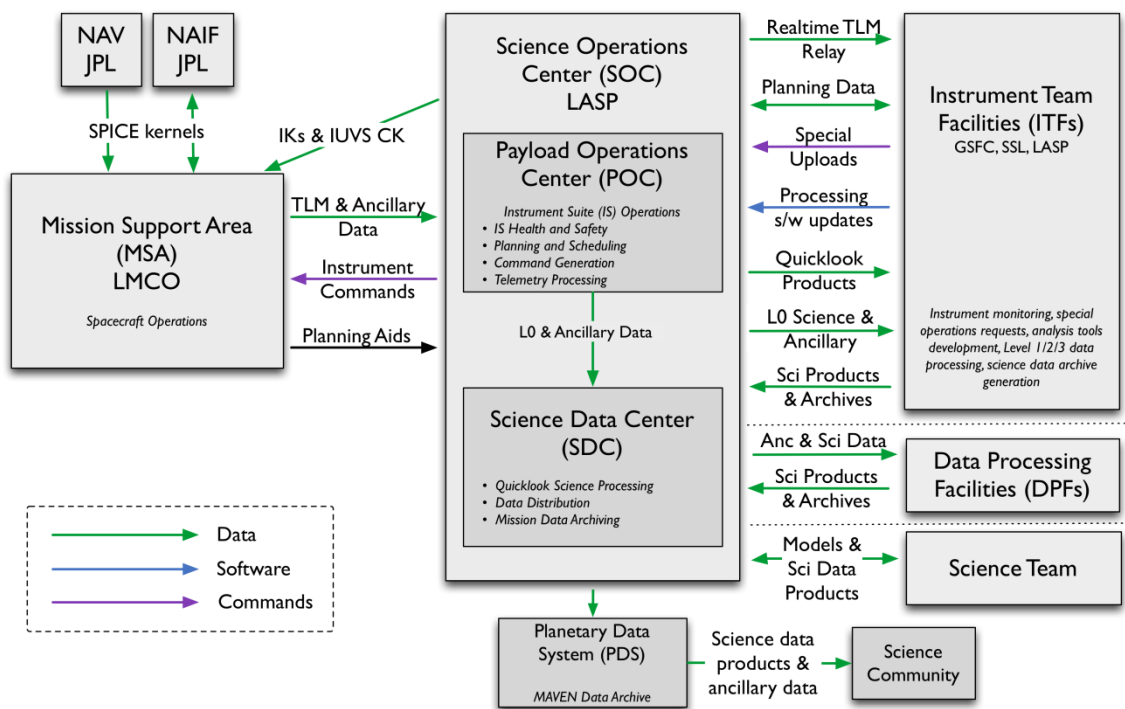 NAV
JPL
NAIF
JPL
SPICE kernels
IKs & IUVS CK
Mission Support Area
(MSA)
LMCO
Spacecraft Operations
TLM & Ancillary
Data
Instrument
Commands
Planning Aids
Science Operations
Center (SOC)
LASP
Payload Operations
Center (POC)
Instrument Suite (IS) Operations
• IS Health and Safety
• Planning and Scheduling
• Command Generation
• Telemetry Processing
L0 & Ancillary Data
Science Data Center
(SDC)
• Quicklook Science Processing
• Data Distribution
• Mission Data Archiving
Realtime TLM
Relay
Planning Data
Special
Uploads
Processing
s/w updates
Quicklook
Products
L0 Science &
Ancillary
Sci Products
& Archives
Instrument Team
Facilities (ITFs)
GSFC, SSL, LASP
Instrument monitoring, special
operations requests, analysis tools
development, Level 1/2/3 data
processing, science data archive
generation
Anc & Sci Data
Sci Products
& Archives
Data Processing
Facilities (DPFs)
Models &
Sci Data
Products
Science Team
Data
Software
Commands
Planetary Data
System (PDS)
MAVEN Data Archive
Science data
products &
ancillary data
Science
Community